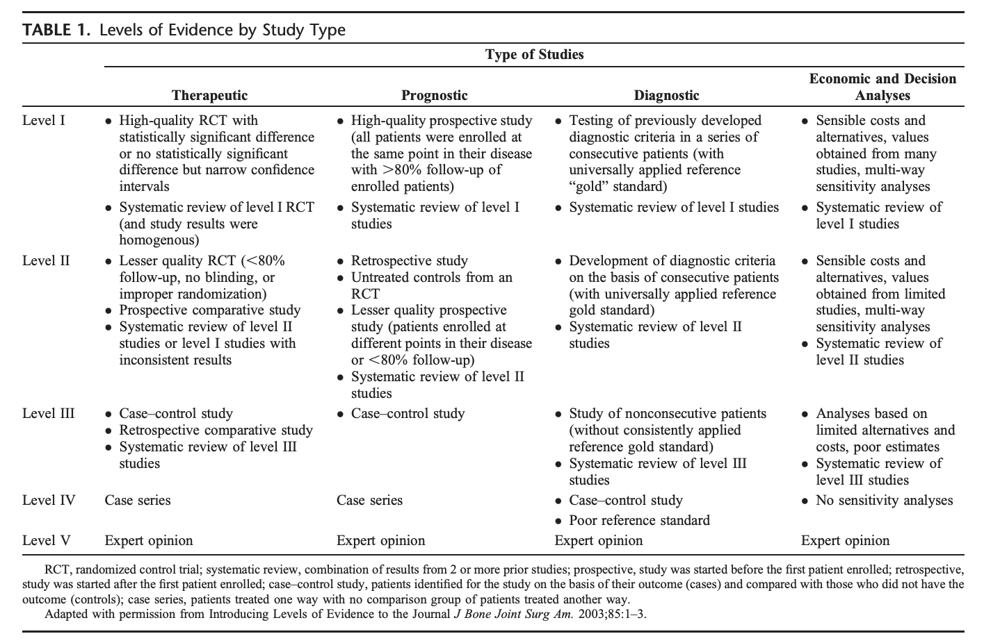 TABLE 1. Levels of Evidence by Study Type
Type of Studies
Therapeutic
Prognostic
Diagnostic
Economic and Decision
Analyses
Level I
• High-quality RCT with
statistically significant difference
or no statistically significant
difference but narrow confidence
intervals
• Systematic review of level I RCT
(and study results were
homogenous)
• High-quality prospective study
(all patients were enrolled at
the same point in their disease
with >80% follow-up of
enrolled patients)
• Systematic review of level I
studies
• Testing of previously developed
diagnostic criteria in a series of
consecutive patients (with
universally applied reference
“gold” standard)
• Systematic review of level I studies
• Sensible costs and
alternatives, values
obtained from many
studies, multi-way
sensitivity analyses
• Systematic review of
level I studies
Level II
• Lesser quality RCT (<80%
follow-up, no blinding, or
improper randomization)
• Prospective comparative study
• Systematic review of level II
studies or level I studies with
inconsistent results
• Retrospective study
• Untreated controls from an
RCT
• Lesser quality prospective
study (patients enrolled at
different points in their disease
or <80% follow-up)
• Systematic review of level II
studies
• Development of diagnostic criteria
on the basis of consecutive patients
(with universally applied reference
gold standard)
• Systematic review of level II
studies
• Sensible costs and
alternatives, values
obtained from limited
studies, multi-way
sensitivity analyses
• Systematic review of
level II studies
Level III
• Case–control study
• Retrospective comparative study
• Systematic review of level III
studies
• Case–control study
• Study of nonconsecutive patients
(without consistently applied
reference gold standard)
• Systematic review of level III
studies
• Analyses based on
limited alternatives and
costs, poor estimates
• Systematic review of
level III studies
Level IV
Case series
Case series
• Case–control study
• Poor reference standard
• No sensitivity analyses
Level V
Expert opinion
Expert opinion
Expert opinion
Expert opinion
RCT, randomized control trial; systematic review, combination of results from 2 or more prior studies; prospective, study was started before the first patient enrolled; retrospective,
study was started after the first patient enrolled; case–control study, patients identified for the study on the basis of their outcome (cases) and compared with those who did not have the
outcome (controls); case series, patients treated one way with no comparison group of patients treated another way.
Adapted with permission from Introducing Levels of Evidence to the Journal J Bone Joint Surg Am. 2003;85:1–3.